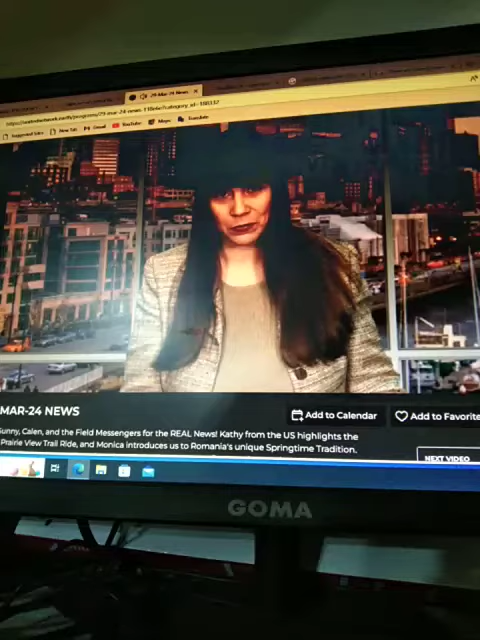 29-Mar-24 News
Suggested Sites New Tab Gmail YouTube Maps Translate
MAR-24 NEWS
Add to Calendar
Add to Favorite
Sunny, Calen, and the Field Messengers for the REAL News! Kathy from the US highlights the
Prairie View Trail Ride, and Monica introduces us to Romania's unique Springtime Tradition.
NEXT VIDEO
GOMA